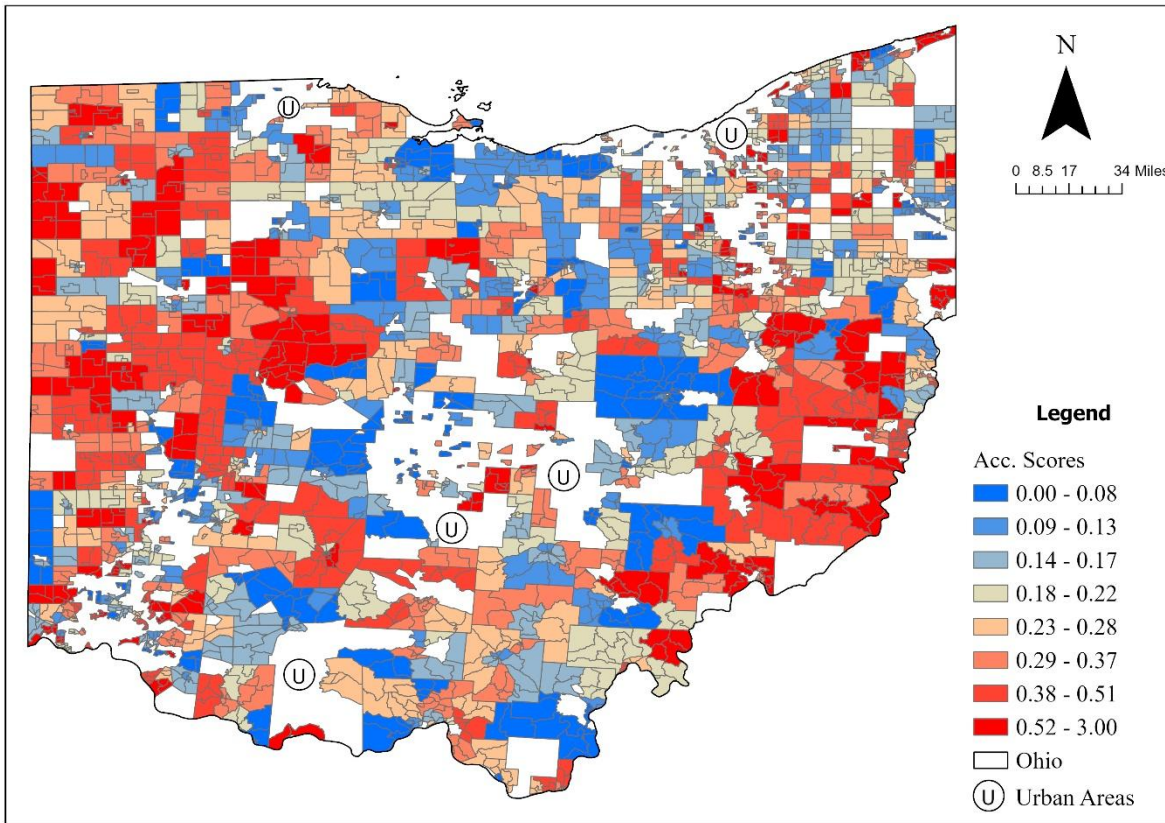 U
U
U
U
U
N
0 8.5 17 34 Miles
Legend
Acc. Scores
0.00 - 0.08
0.09 - 0.13
0.14 - 0.17
0.18 - 0.22
0.23 - 0.28
0.29 - 0.37
0.38 - 0.51
0.52 - 3.00
Ohio
U Urban Areas